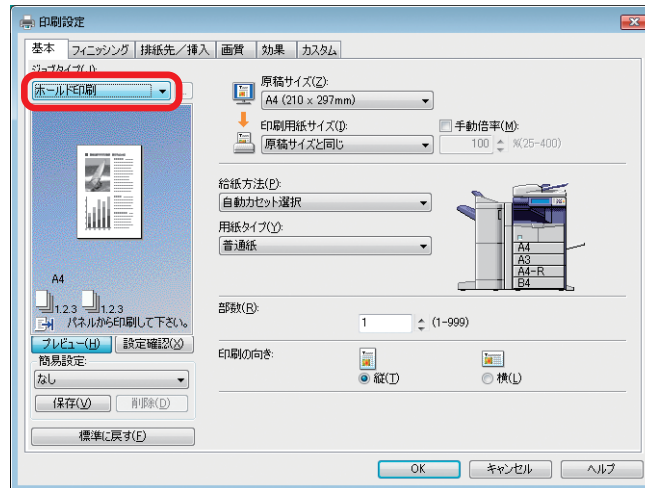 印刷設定
基本 フィニッシング 排紙先／挿入 画質 効果 カスタム
ジョブタイプ(J):
ホールド印刷
原稿サイズ(Z):
A4 (210 x 297mm)
印刷用紙サイズ(I):
原稿サイズと同じ
手動倍率(M):
100 %(25-400)
給紙方法(P):
自動カセット選択
用紙タイプ(Y):
普通紙
A4
A3
A4-R
B4
A4
1.2.3 1.2.3
パネルから印刷して下さい。
部数(R):
1 (1-999)
プレビュー(H) 設定確認(X)
印刷の向き:
縦(T) 横(L)
簡易設定:
なし
保存(V) 削除(D)
標準に戻す(F)
OK キャンセル ヘルプ